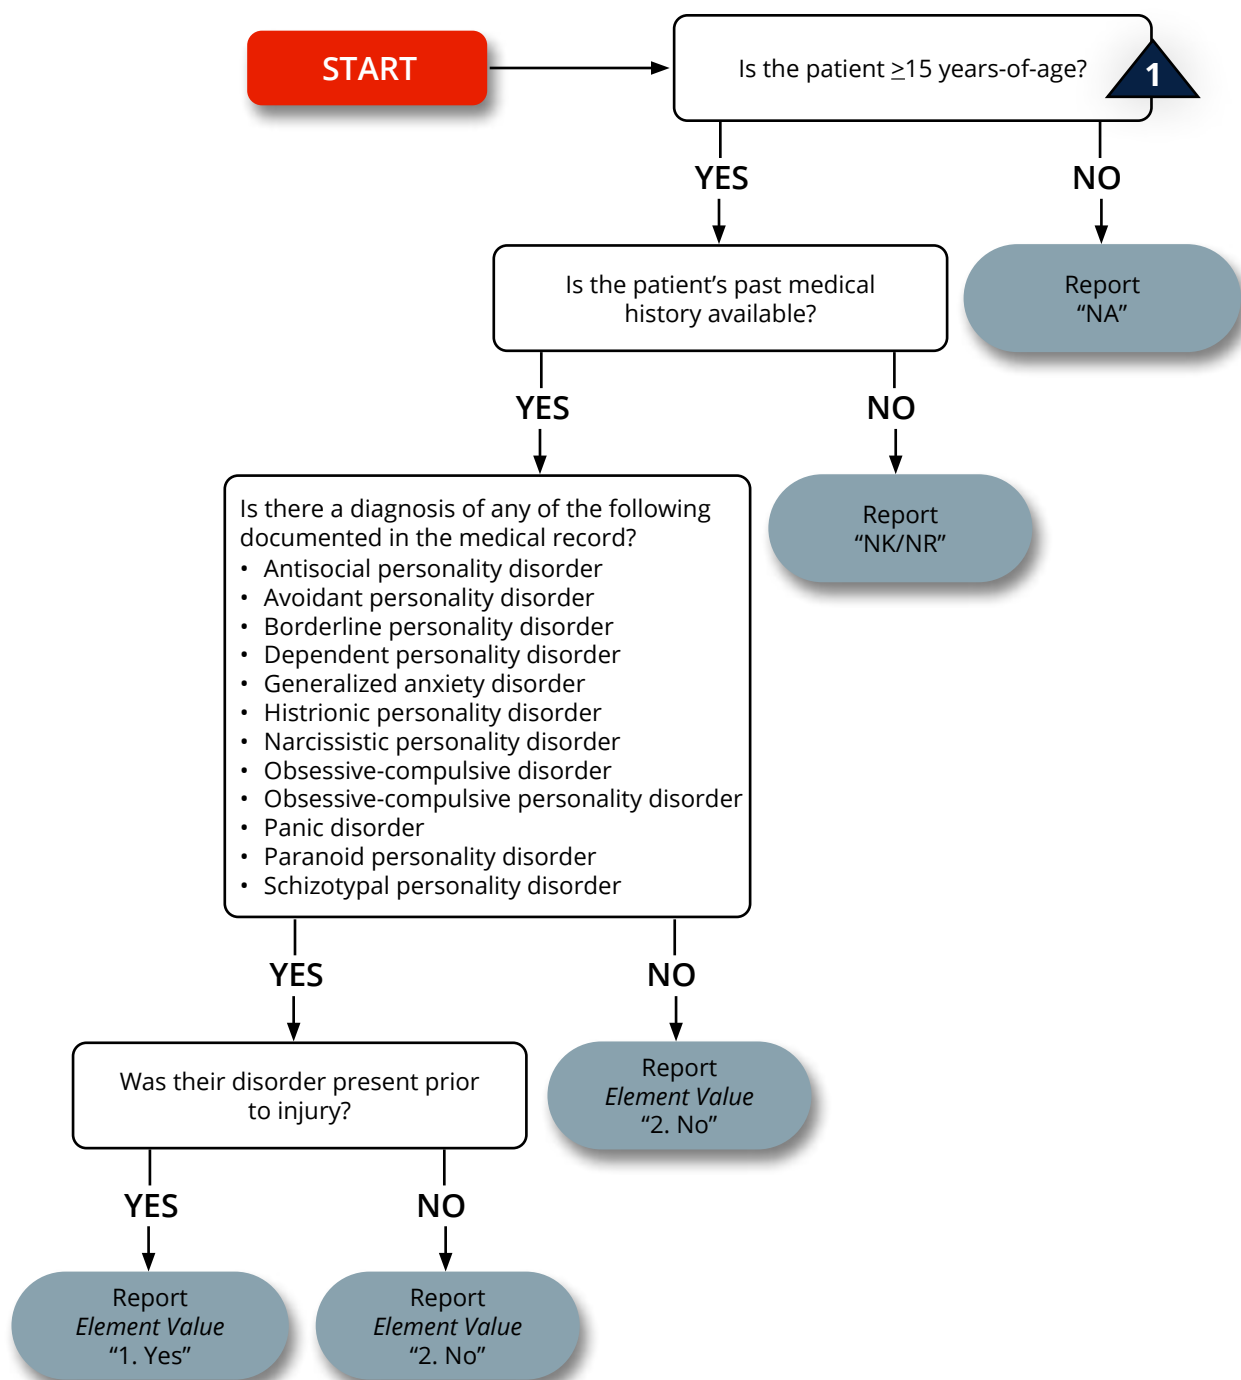 START
Is the patient ≥15 years-of-age?
1
YES
NO
Is the patient’s past medical
history available?
Report
“NA”
YES
NO
Is there a diagnosis of any of the following
documented in the medical record?
• Antisocial personality disorder
• Avoidant personality disorder
• Borderline personality disorder
• Dependent personality disorder
• Generalized anxiety disorder
• Histrionic personality disorder
• Narcissistic personality disorder
• Obsessive-compulsive disorder
• Obsessive-compulsive personality disorder
• Panic disorder
• Paranoid personality disorder
• Schizotypal personality disorder
Report
“NK/NR”
YES
NO
Was their disorder present prior
to injury?
Report
Element Value
“2. No”
YES
NO
Report
Element Value
“1. Yes”
Report
Element Value
“2. No”